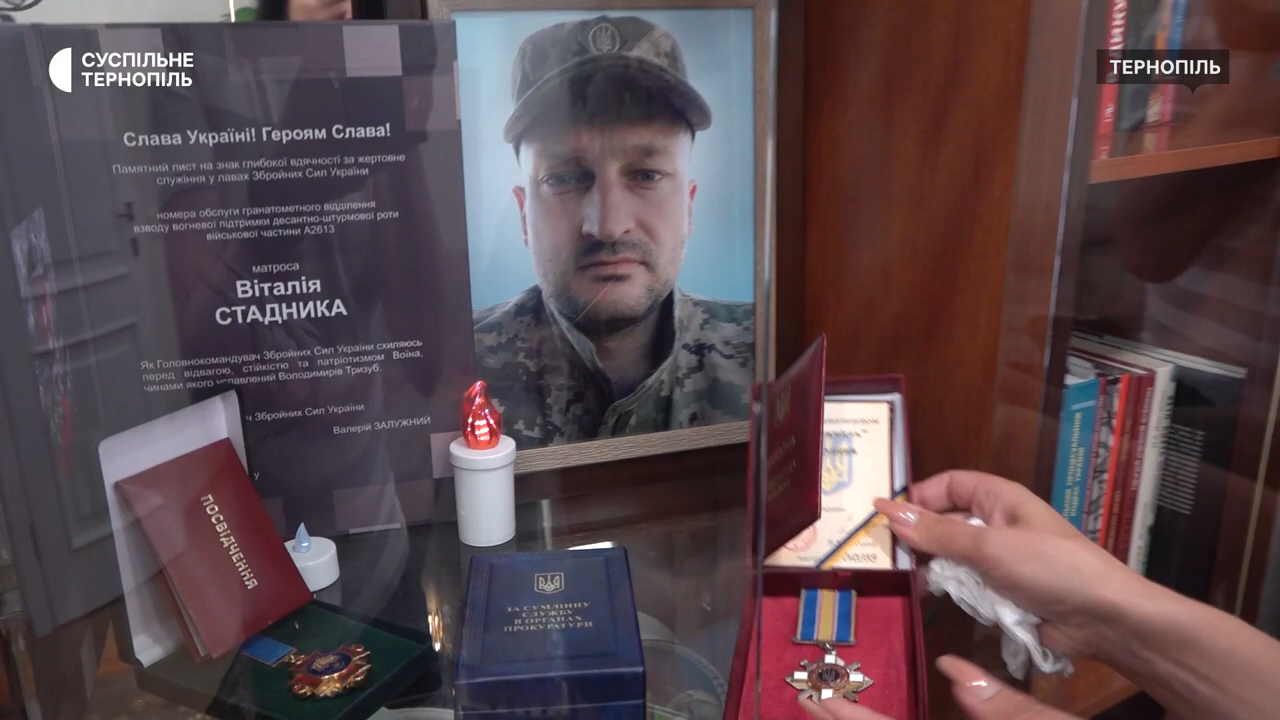 СУСПІЛЬНЕ
ТЕРНОПІЛЬ
ТЕРНОПІЛЬ
Слава Україні! Героям Слава!
Памятний лист на знак глибокої вдячності за жертовне
служіння у лавах Збройних Сил України
номера обслуги гранатометного відділення
взводу вогневої підтримки десантно-штурмової роти
військової частини А2613
матроса
Віталія
СТАДНИКА
Як Головнокомандувач Збройних Сил України схиляюсь
перед відвагою, стійкістю та патріотизмом Воїна,
чинами якого уславлений Володимирів Тризуб.
ч Збройних Сил України
Валерій ЗАЛУЖНИЙ
у
ПОСВІДЧЕННЯ
ЗА СУМЛІННУ
СЛУЖБУ
В ОРГАНАХ
ПРОКУРАТУРИ